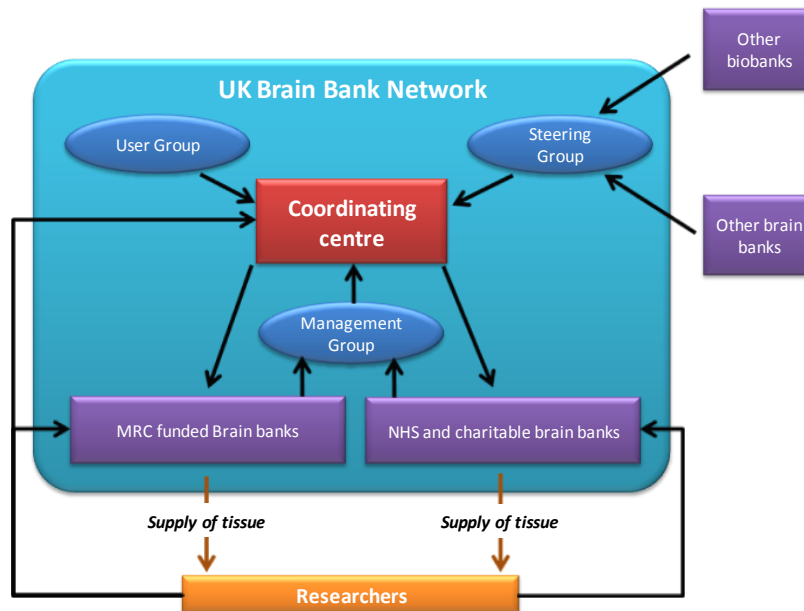 Other
biobanks
UK Brain Bank Network
User Group
Steering
Group
Coordinating
centre
Other brain
banks
Management
Group
MRC funded Brain banks
NHS and charitable brain banks
Supply of tissue
Supply of tissue
Researchers